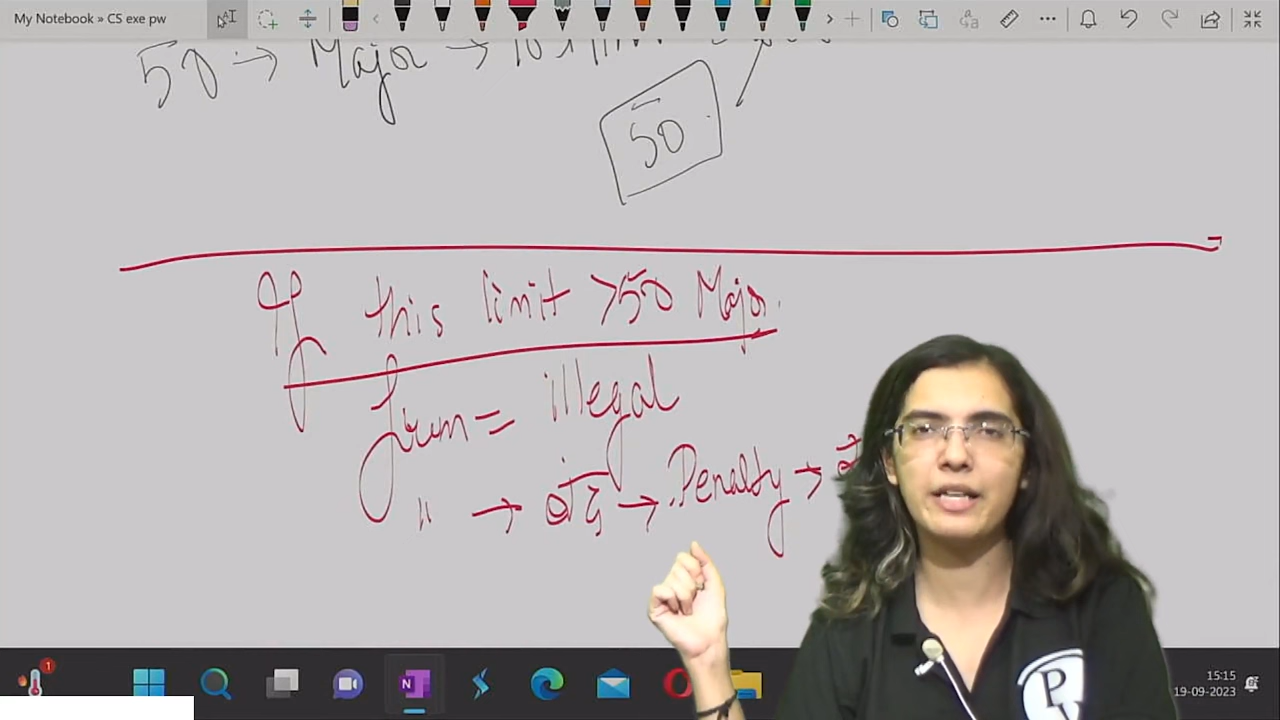 My Notebook » CS exe pw
50 → Major →
50
If this limit >50 Major.
firm = illegal
" → बंद → Penalty →
P
W
1
15:15
19-09-2023